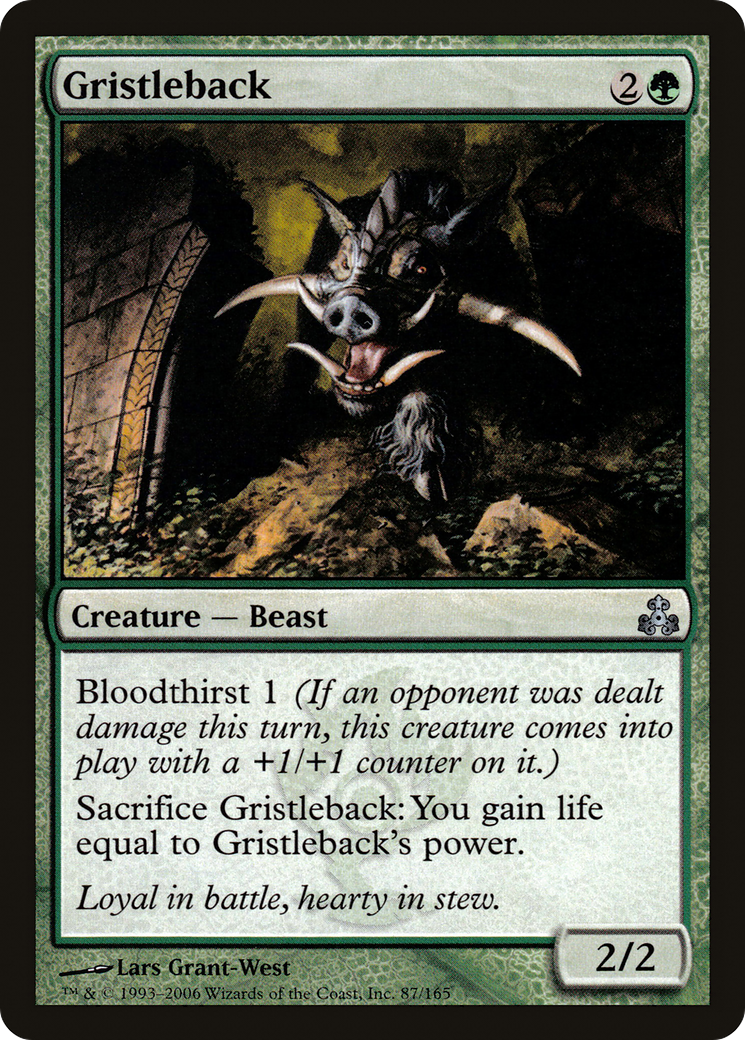 Gristleback 2
Creature — Beast
Bloodthirst 1 (If an opponent was dealt
damage this turn, this creature comes into
play with a +1/+1 counter on it.)
Sacrifice Gristleback: You gain life
equal to Gristleback's power.
Loyal in battle, hearty in stew.
2/2
Lars Grant-West
™ & © 1993–2006 Wizards of the Coast, Inc. 87/165